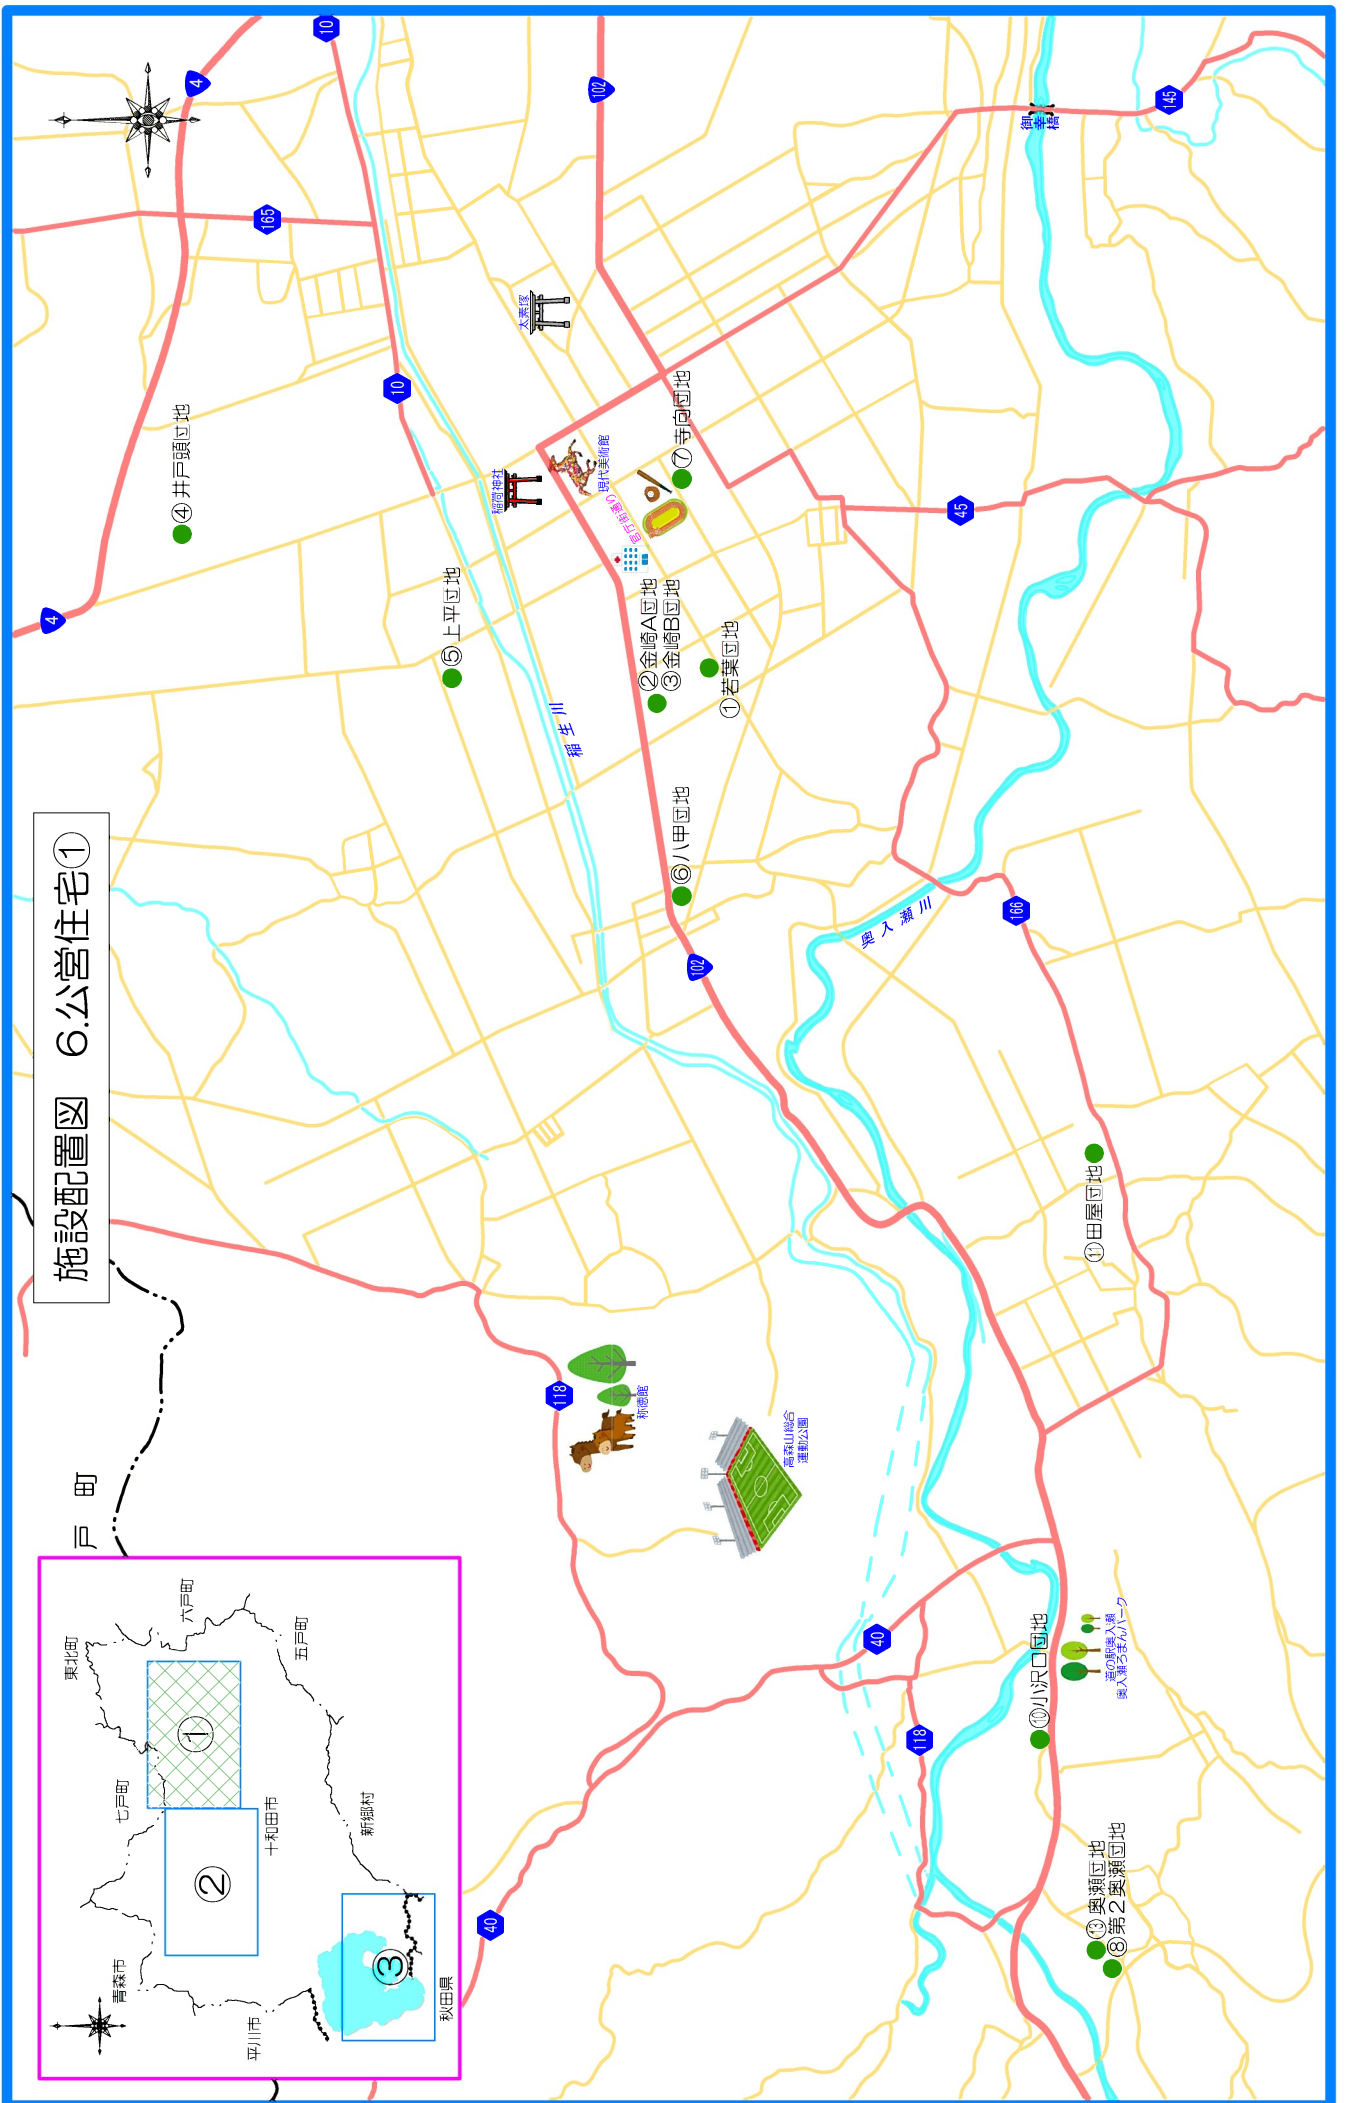 施設配置図　6.公営住宅①
戸　町
東北町
六戸町
七戸町
五戸町
①
②
③
十和田市
新郷村
青森市
平川市
秋田県
4
4
10
10
165
102
102
145
45
166
118
118
40
40
御幸橋
太素塚
稲荷神社
現代美術館
官庁街通り
稲生川
奥入瀬川
称徳館
高森山総合
運動公園
道の駅奥入瀬
奥入瀬ろまんパーク
④井戸頭団地
⑤上平団地
⑦寺向団地
②金崎A団地
③金崎B団地
①若葉団地
⑥八甲団地
⑪田屋団地
⑩小沢口団地
⑬奥瀬団地
⑧第2奥瀬団地